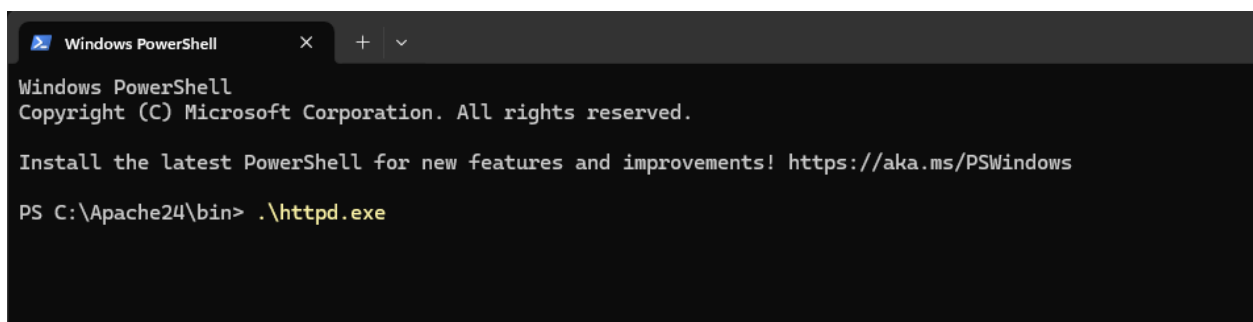 Windows PowerShell
Windows PowerShell
Copyright (C) Microsoft Corporation. All rights reserved.
Install the latest PowerShell for new features and improvements! https://aka.ms/PSWindows
PS C:\Apache24\bin> .\httpd.exe